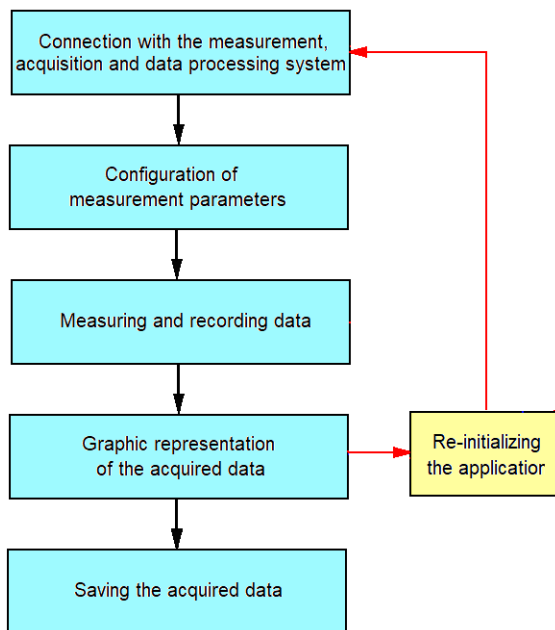 Connection with the measurement,
acquisition and data processing system
Configuration of
measurement parameters
Measuring and recording data
Graphic representation
of the acquired data
Re-initializing
the applicatior
Saving the acquired data